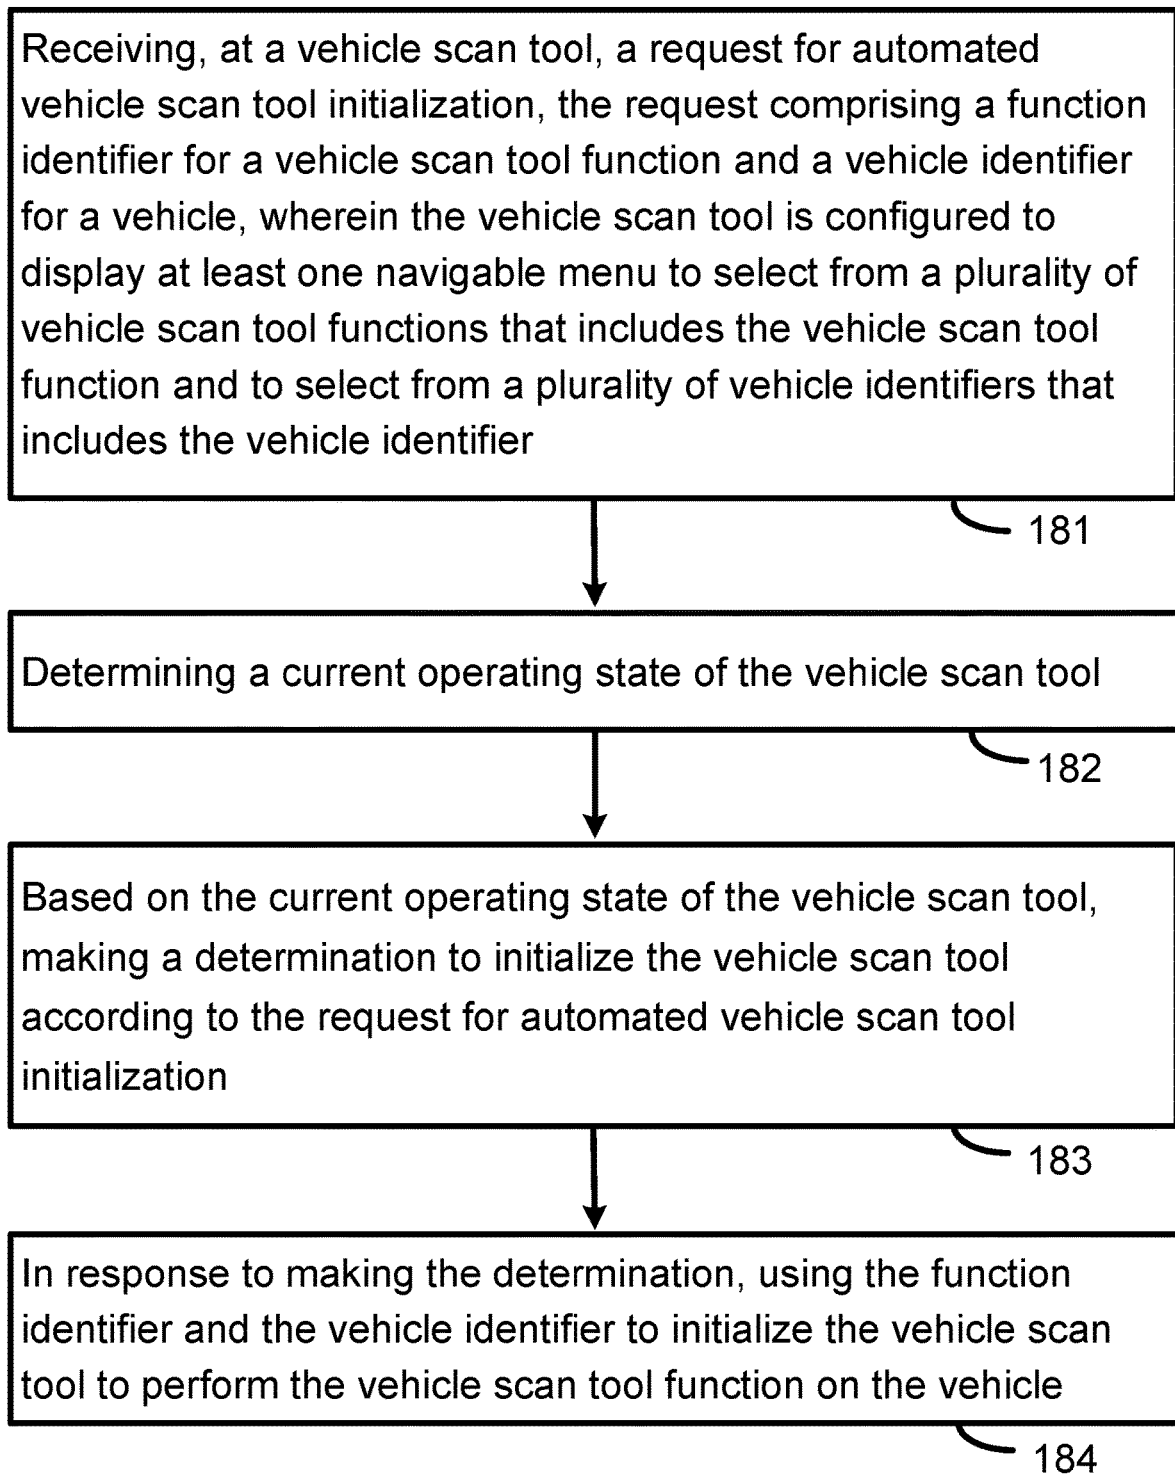 Receiving, at a vehicle scan tool, a request for automated
vehicle scan tool initialization, the request comprising a function
identifier for a vehicle scan tool function and a vehicle identifier
for a vehicle, wherein the vehicle scan tool is configured to
display at least one navigable menu to select from a plurality of
vehicle scan tool functions that includes the vehicle scan tool
function and to select from a plurality of vehicle identifiers that
includes the vehicle identifier
181
Determining a current operating state of the vehicle scan tool
182
Based on the current operating state of the vehicle scan tool,
making a determination to initialize the vehicle scan tool
according to the request for automated vehicle scan tool
initialization
183
In response to making the determination, using the function
identifier and the vehicle identifier to initialize the vehicle scan
tool to perform the vehicle scan tool function on the vehicle
184